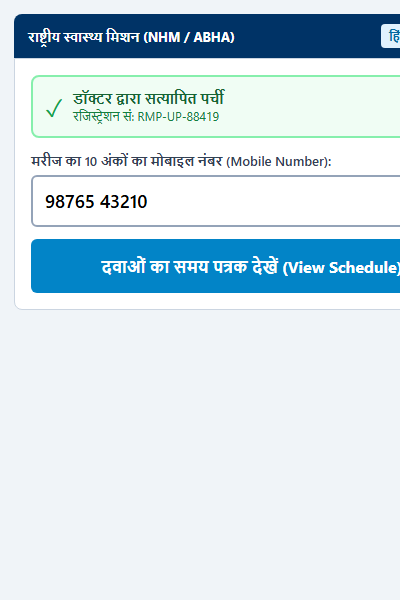 राष्ट्रीय स्वास्थ्य मिशन (NHM / ABHA)
डॉक्टर द्वारा सत्यापित पर्ची
रजिस्ट्रेशन सं: RMP-UP-88419
मरीज का 10 अंकों का मोबाइल नंबर (Mobile Number):
98765 43210
दवाओं का समय पत्रक देखें (View Schedule)